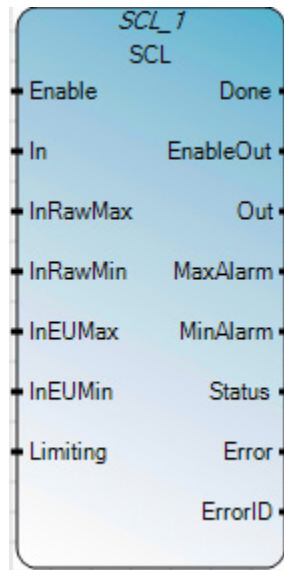 SCL_1
SCL
Enable Done
In EnableOut
InRawMax Out
InRawMin MaxAlarm
InEUMax MinAlarm
InEUMin Status
Limiting Error
ErrorID